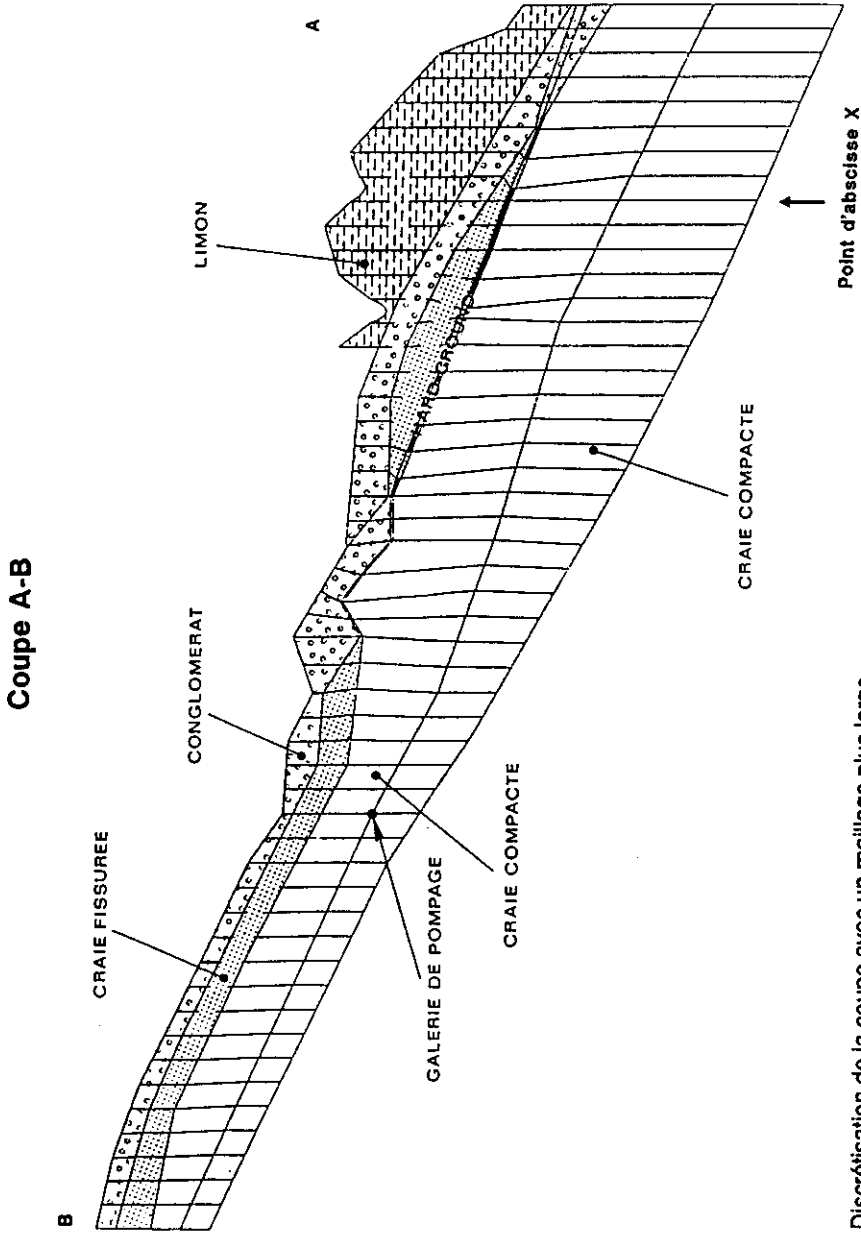 Coupe A-B
B
A
CRAIE FISSUREE
CONGLOMERAT
LIMON
HARD-GROUND
GALERIE DE POMPAGE
CRAIE COMPACTE
CRAIE COMPACTE
Point d'abscisse X
Discrétisation de la coupe avec un maillage plus large